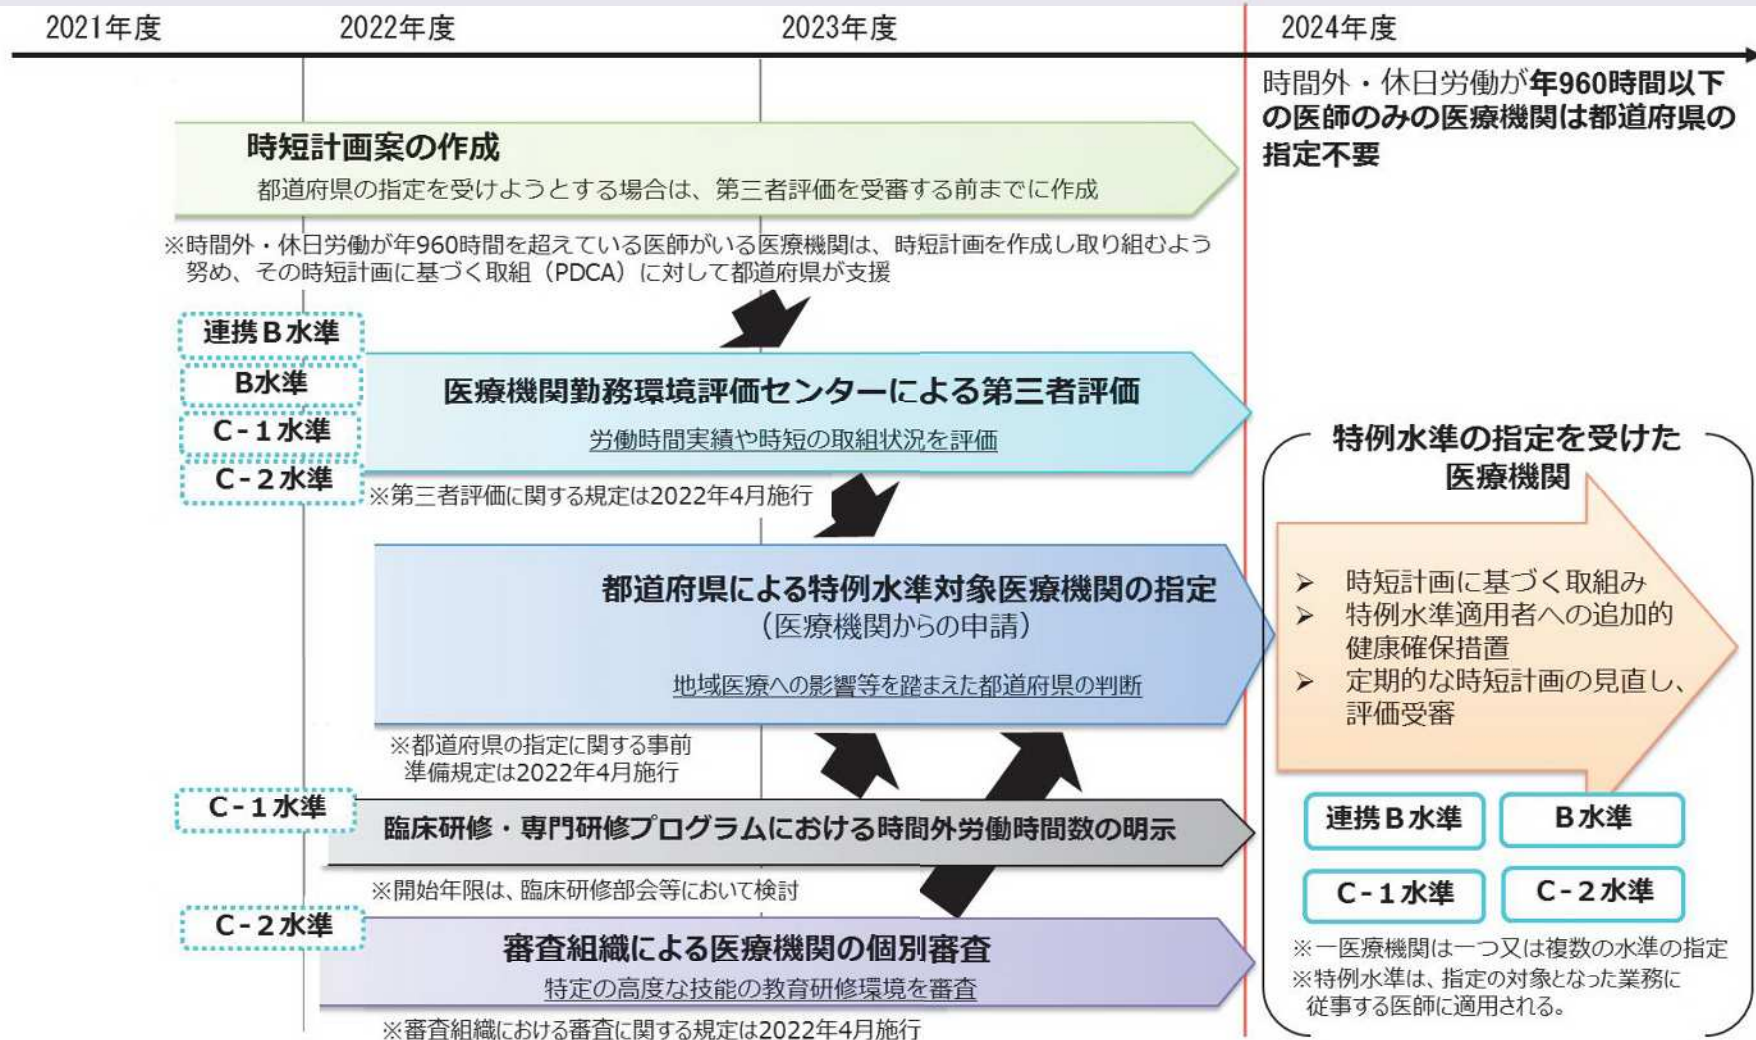 2021年度
2022年度
2023年度
2024年度
時間外・休日労働が年960時間以下
の医師のみの医療機関は都道府県の
指定不要
時短計画案の作成
都道府県の指定を受けようとする場合は、第三者評価を受審する前までに作成
※時間外・休日労働が年960時間を超えている医師がいる医療機関は、時短計画を作成し取り組むよう
努め、その時短計画に基づく取組（PDCA）に対して都道府県が支援
連携B水準
B水準
C-1水準
C-2水準
医療機関勤務環境評価センターによる第三者評価
労働時間実績や時短の取組状況を評価
※第三者評価に関する規定は2022年4月施行
都道府県による特例水準対象医療機関の指定
（医療機関からの申請）
地域医療への影響等を踏まえた都道府県の判断
※都道府県の指定に関する事前
準備規定は2022年4月施行
C-1水準
臨床研修・専門研修プログラムにおける時間外労働時間数の明示
※開始年限は、臨床研修部会等において検討
C-2水準
審査組織による医療機関の個別審査
特定の高度な技能の教育研修環境を審査
※審査組織における審査に関する規定は2022年4月施行
特例水準の指定を受けた
医療機関
➢ 時短計画に基づく取組み
➢ 特例水準適用者への追加的
健康確保措置
➢ 定期的な時短計画の見直し、
評価受審
連携B水準
B水準
C-1水準
C-2水準
※一医療機関は一つ又は複数の水準の指定
※特例水準は、指定の対象となった業務に
従事する医師に適用される。